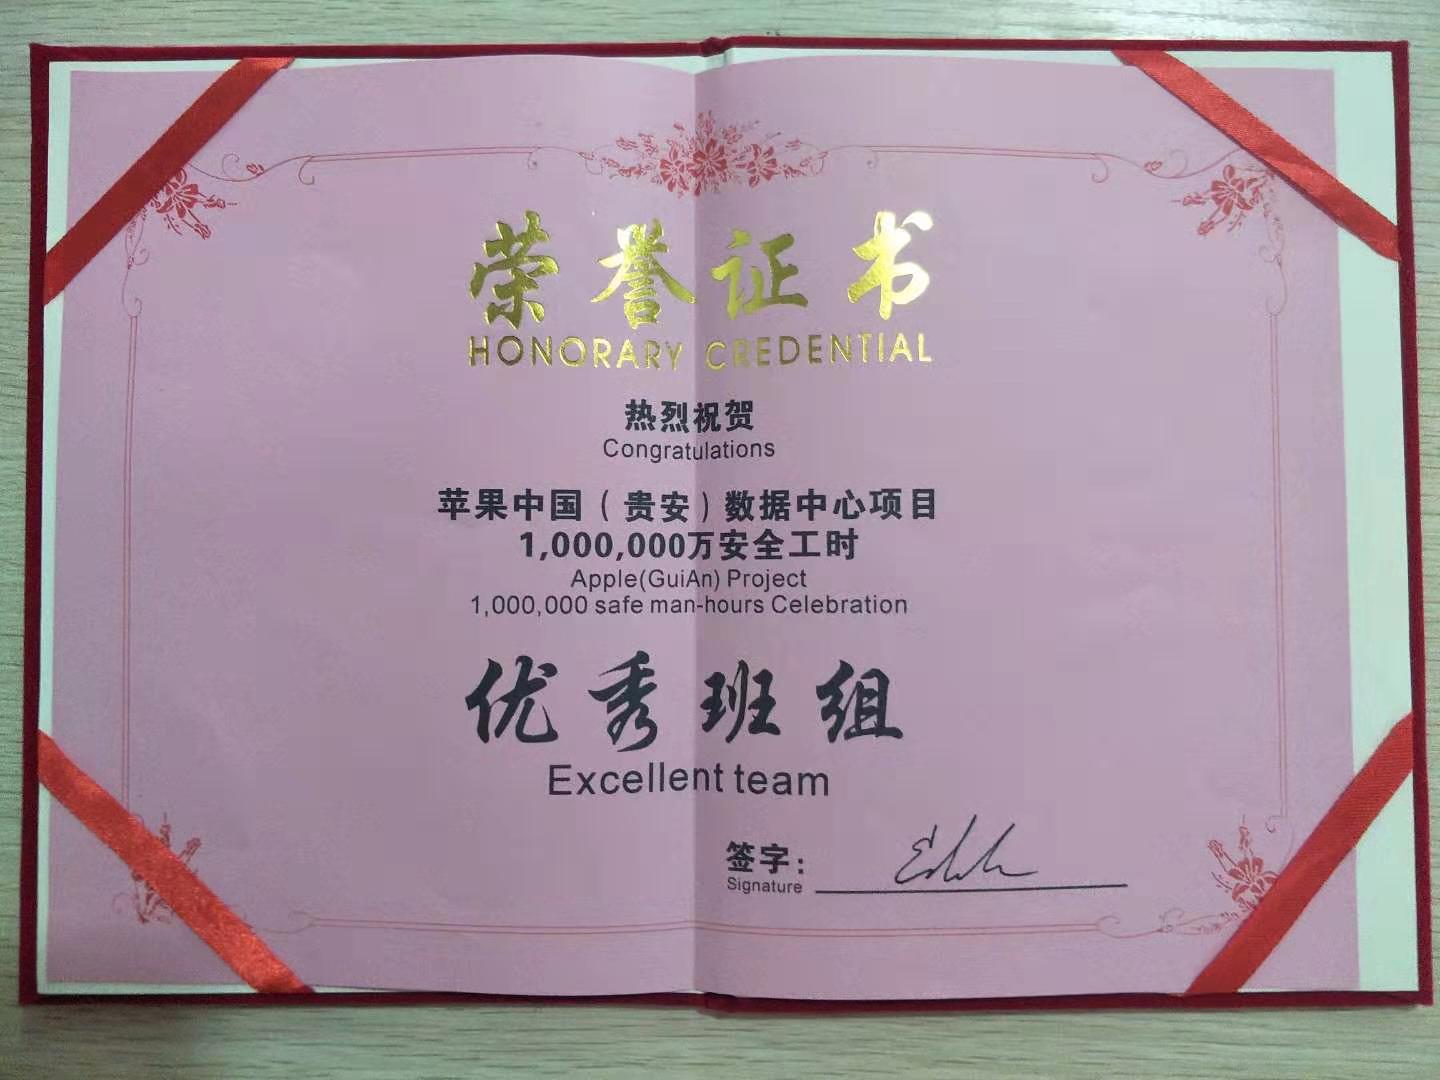 荣誉证书
HONORARY CREDENTIAL
热烈祝贺
Congratulations
苹果中国（贵安）数据中心项目
1,000,000万安全工时
Apple(GuiAn) Project
1,000,000 safe man-hours Celebration
优秀班组
Excellent team
签字：
Signature